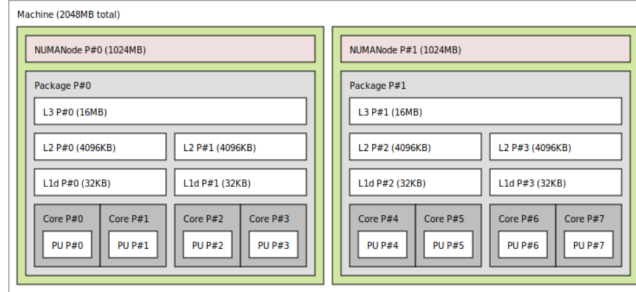 Machine (2048MB total)
NUMANode P#0 (1024MB)
NUMANode P#1 (1024MB)
Package P#0
Package P#1
L3 P#0 (16MB)
L3 P#1 (16MB)
L2 P#0 (4096KB)
L2 P#1 (4096KB)
L2 P#2 (4096KB)
L2 P#3 (4096KB)
L1d P#0 (32KB)
L1d P#1 (32KB)
L1d P#2 (32KB)
L1d P#3 (32KB)
Core P#0
Core P#1
Core P#2
Core P#3
Core P#4
Core P#5
Core P#6
Core P#7
PU P#0
PU P#1
PU P#2
PU P#3
PU P#4
PU P#5
PU P#6
PU P#7